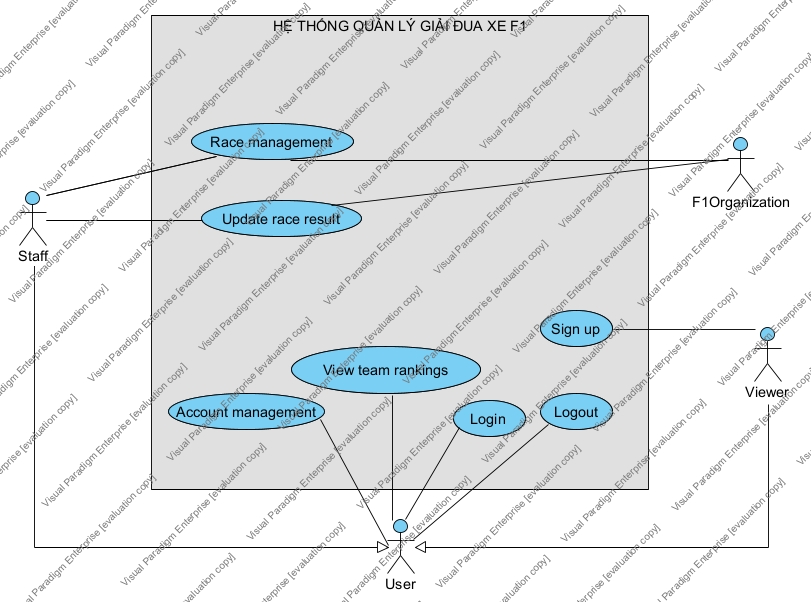 HỆ THỐNG QUẢN LÝ GIẢI ĐUA XE F1
Race management
F1Organization
Update race result
Staff
Sign up
View team rankings
Viewer
Account management
Login
Logout
User
Visual Paradigm Enterprise [evaluation copy]